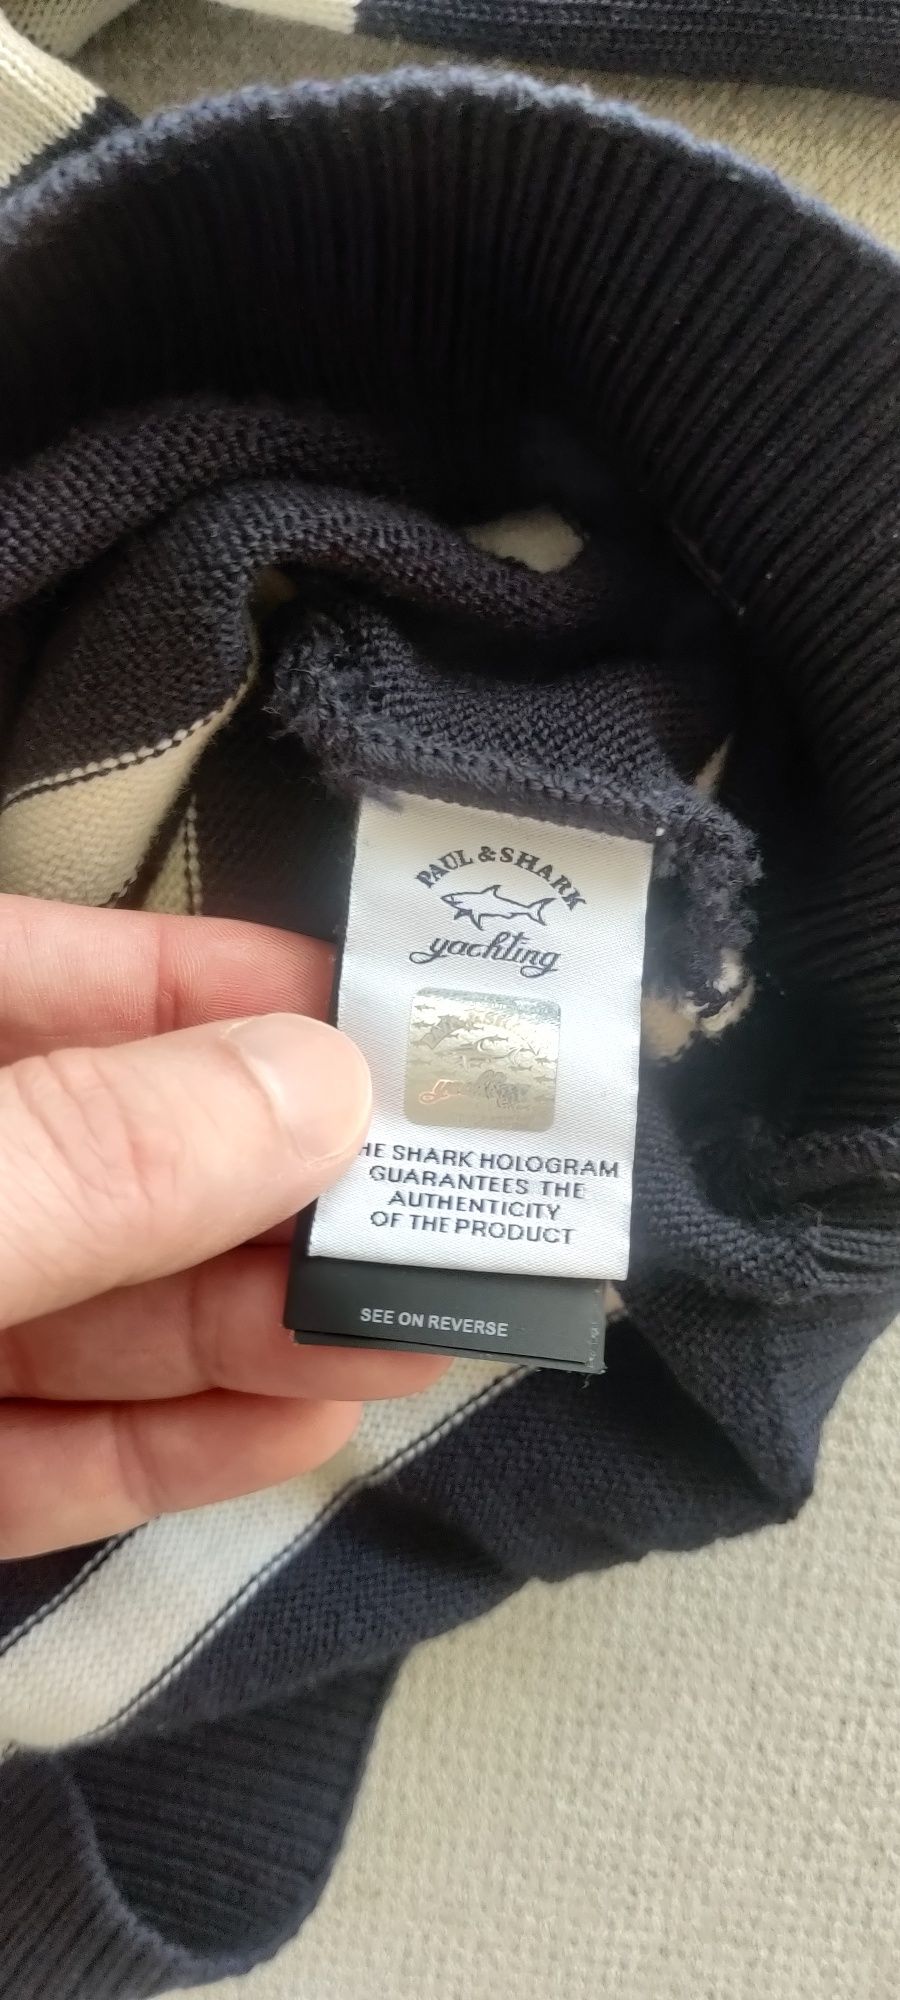 PAUL & SHARK
yachting
HE SHARK HOLOGRAM
GUARANTEES THE
AUTHENTICITY
OF THE PRODUCT
SEE ON REVERSE